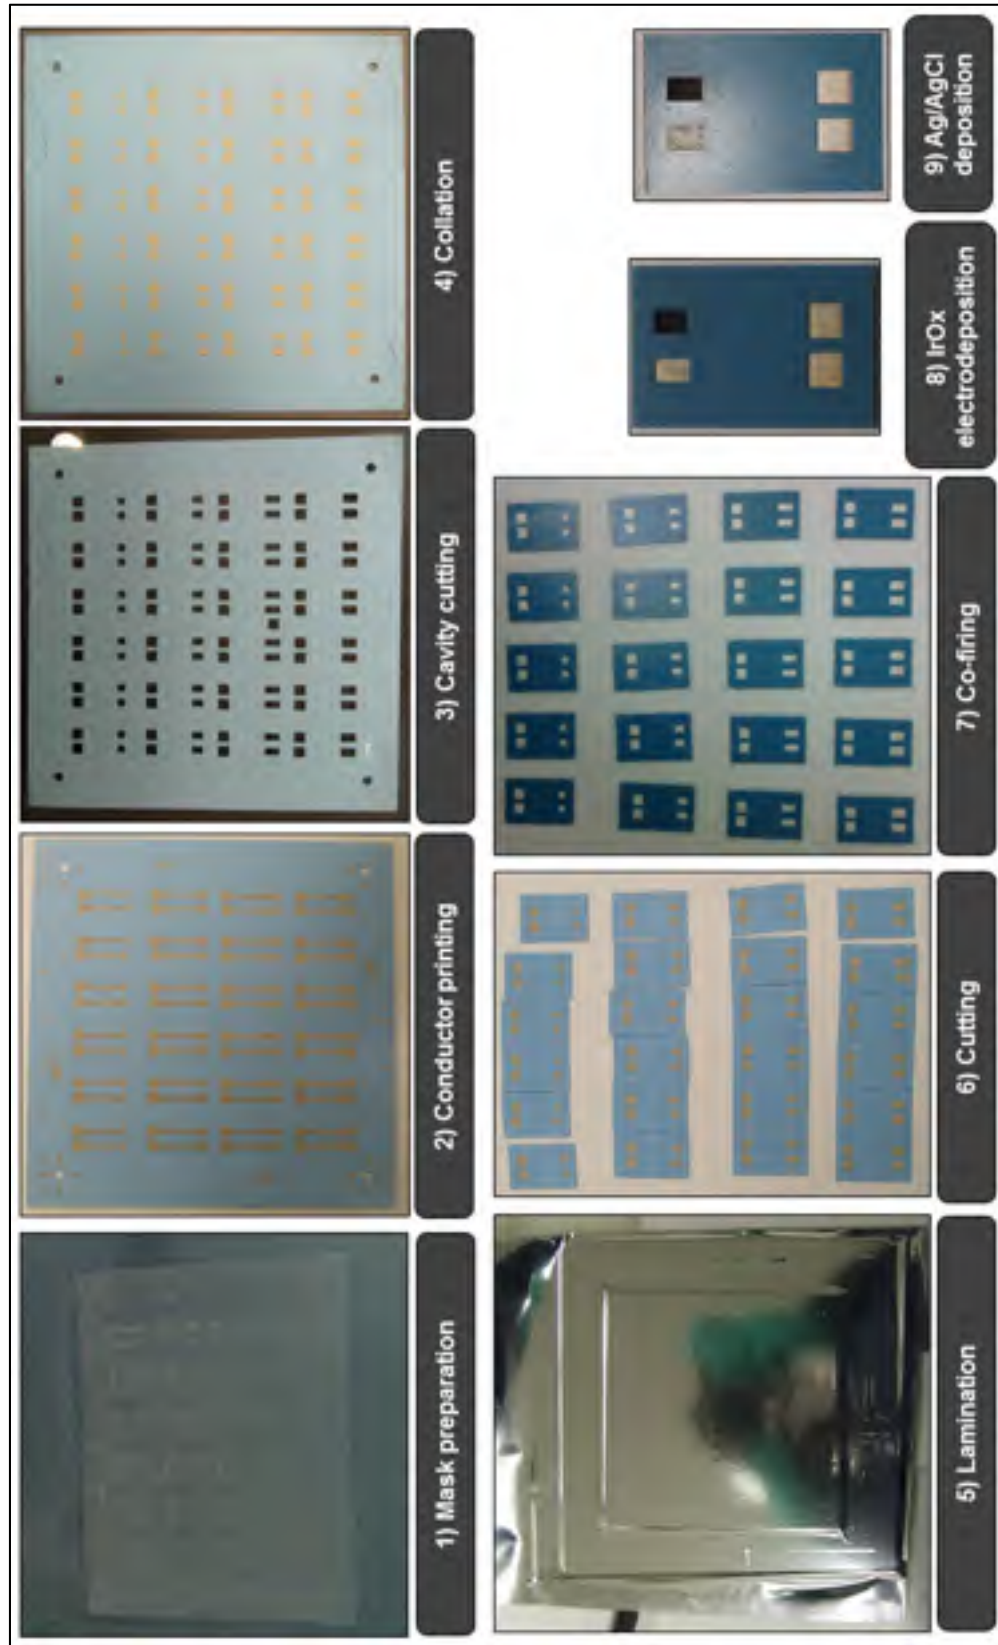 1) Mask preparation
2) Conductor printing
3) Cavity cutting
4) Collation
5) Lamination
6) Cutting
7) Co-firing
8) IrOx
electrodeposition
9) Ag/AgCl
deposition